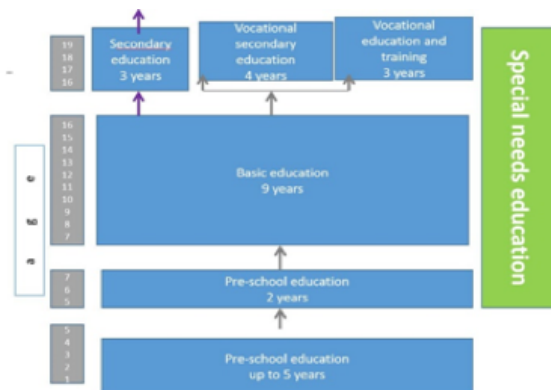 19
18
17
16
Secondary
education
3 years
Vocational
secondary
education
4 years
Vocational
education and
training
3 years
16
15
14
13
12
11
10
9
8
7
Basic education
9 years
7
6
5
Pre-school education
2 years
5
4
3
2
1
Pre-school education
up to 5 years
age
Special needs education